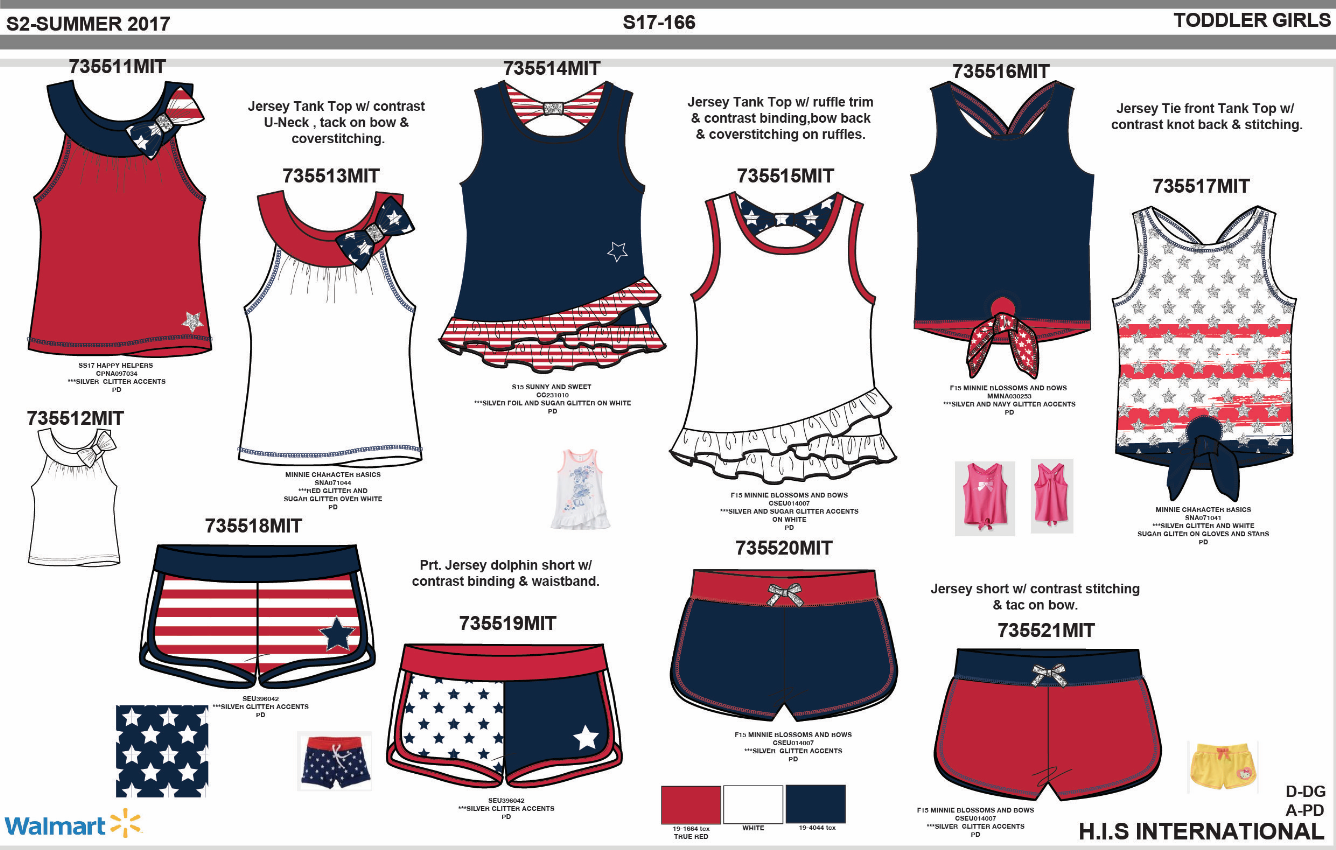 S2-SUMMER 2017
S17-166
TODDLER GIRLS
735511MIT
Jersey Tank Top w/ contrast
U-Neck , tack on bow &
coverstitching.
735514MIT
Jersey Tank Top w/ ruffle trim
& contrast binding,bow back
& coverstitching on ruffles.
735516MIT
Jersey Tie front Tank Top w/
contrast knot back & stitching.
735513MIT
735515MIT
735517MIT
SS17 HAPPY HELPERS
CPNA097034
***SILVER GLITTER ACCENTS
PD
S15 SUNNY AND SWEET
CG231010
***SILVER FOIL AND SUGAR GLITTER ON WHITE
PD
F15 MINNIE BLOSSOMS AND BOWS
MMNA030253
***SILVER AND NAVY GLITTER ACCENTS
PD
735512MIT
MINNIE CHARACTER BASICS
SNA071044
***RED GLITTER AND
SUGAR GLITTER OVER WHITE
PD
F15 MINNIE BLOSSOMS AND BOWS
CSEU014007
***SILVER AND SUGAR GLITTER ACCENTS
ON WHITE
PD
MINNIE CHARACTER BASICS
SNA071041
***SILVER GLITTER AND WHITE
SUGAR GLITER ON GLOVES AND STARS
PD
735518MIT
Prt. Jersey dolphin short w/
contrast binding & waistband.
735520MIT
Jersey short w/ contrast stitching
& tac on bow.
735519MIT
735521MIT
SEU396042
***SILVER GLITTER ACCENTS
PD
F15 MINNIE BLOSSOMS AND BOWS
CSEU014007
***SILVER GLITTER ACCENTS
PD
SEU396042
***SILVER GLITTER ACCENTS
PD
F15 MINNIE BLOSSOMS AND BOWS
CSEU014007
***SILVER GLITTER ACCENTS
PD
Walmart
19-1664 tcx
TRUE RED
WHITE
19-4044 tcx
D-DG
A-PD
H.I.S INTERNATIONAL